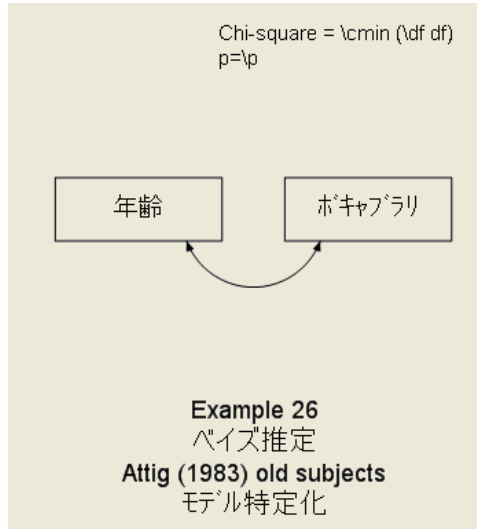 Chi-square = \cmin (\df df)
p=\p
年齢
ﾎﾞｷｬﾌﾞﾗﾘ
Example 26
ﾍﾞｲｽﾞ推定
Attig (1983) old subjects
ﾓﾃﾞﾙ特定化